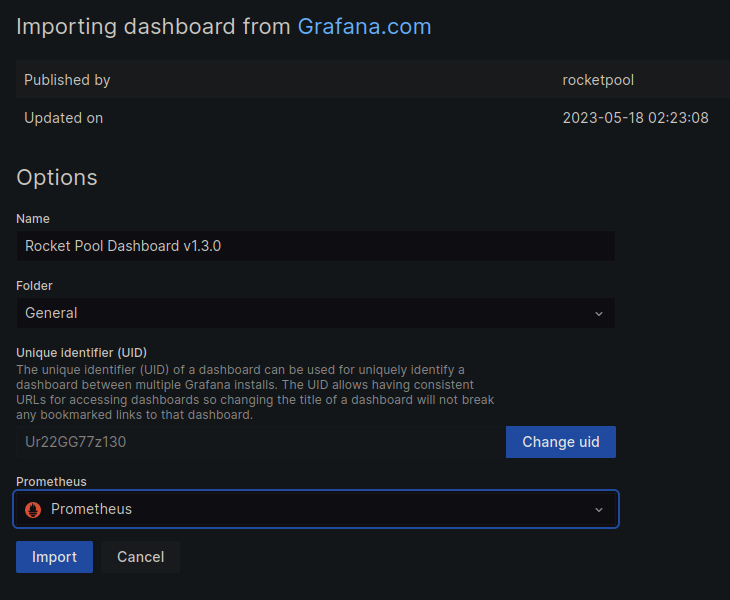 Importing dashboard from Grafana.com
Published by rocketpool
Updated on 2023-05-18 02:23:08
Options
Name
Rocket Pool Dashboard v1.3.0
Folder
General
Unique identifier (UID)
The unique identifier (UID) of a dashboard can be used for uniquely identify a
dashboard between multiple Grafana installs. The UID allows having consistent
URLs for accessing dashboards so changing the title of a dashboard will not break
any bookmarked links to that dashboard.
Ur22GG77z130 Change uid
Prometheus
Prometheus
Import Cancel